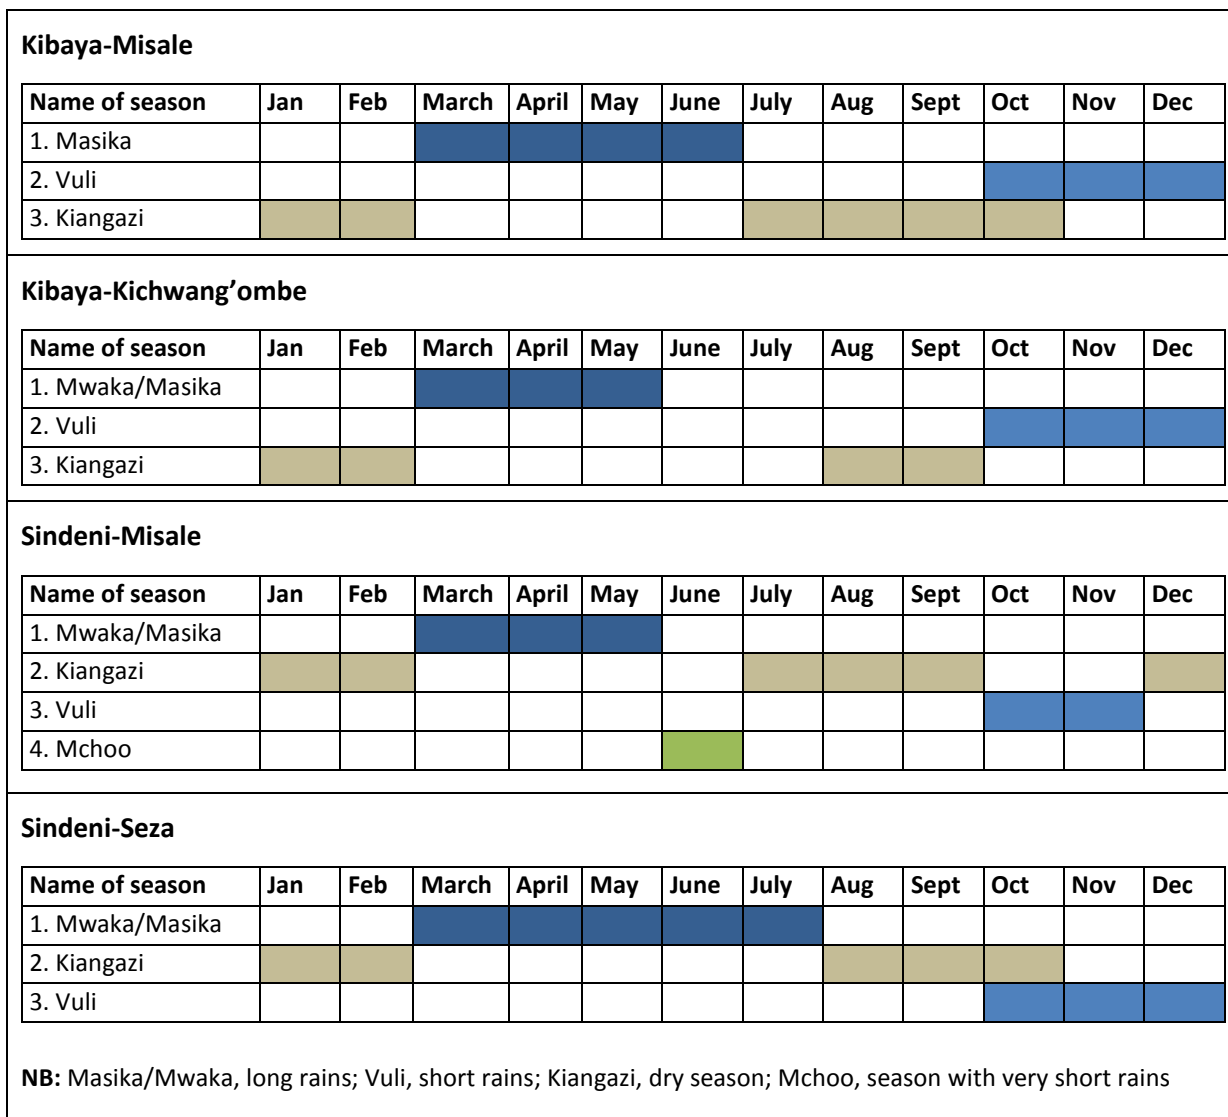 Kibaya-Misale
Name of season Jan Feb March April May June July Aug Sept Oct Nov Dec
1. Masika
2. Vuli
3. Kiangazi
Kibaya-Kichwang’ombe
Name of season Jan Feb March April May June July Aug Sept Oct Nov Dec
1. Mwaka/Masika
2. Vuli
3. Kiangazi
Sindeni-Misale
Name of season Jan Feb March April May June July Aug Sept Oct Nov Dec
1. Mwaka/Masika
2. Kiangazi
3. Vuli
4. Mchoo
Sindeni-Seza
Name of season Jan Feb March April May June July Aug Sept Oct Nov Dec
1. Mwaka/Masika
2. Kiangazi
3. Vuli
NB: Masika/Mwaka, long rains; Vuli, short rains; Kiangazi, dry season; Mchoo, season with very short rains